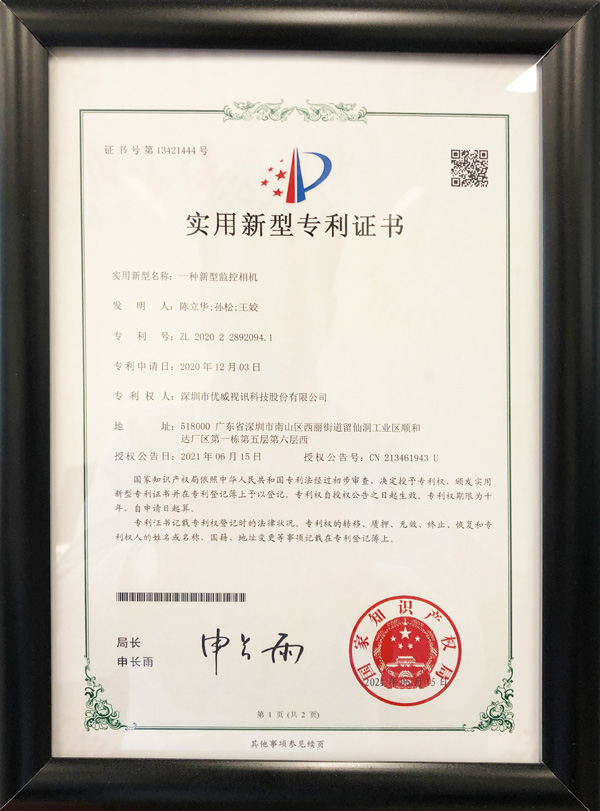 证书号第13421444号
实用新型专利证书
实用新型名称：一种新型监控相机
发明人：陈立华;孙松;王姣
专利号：ZL 2020 2 2892094.1
专利申请日：2020年12月03日
专利权人：深圳市优威视讯科技股份有限公司
地址：518000 广东省深圳市南山区西丽街道留仙洞工业区顺和
达厂区第一栋第五层第六层西
授权公告日：2021年06月15日 授权公告号：CN 213461943 U
国家知识产权局依照中华人民共和国专利法经过初步审查，决定授予专利权，颁发实用
新型专利证书并在专利登记簿上予以登记。专利权自授权公告之日起生效。专利权期限为十
年，自申请日起算。
专利证书记载专利权登记时的法律状况。专利权的转移、质押、无效、终止、恢复和专
利权人的姓名或名称、国籍、地址变更等事项记载在专利登记簿上。
局长
申长雨
申长雨
国家知识产权局
2021年06月15日
第1页(共2页)
其他事项参见续页